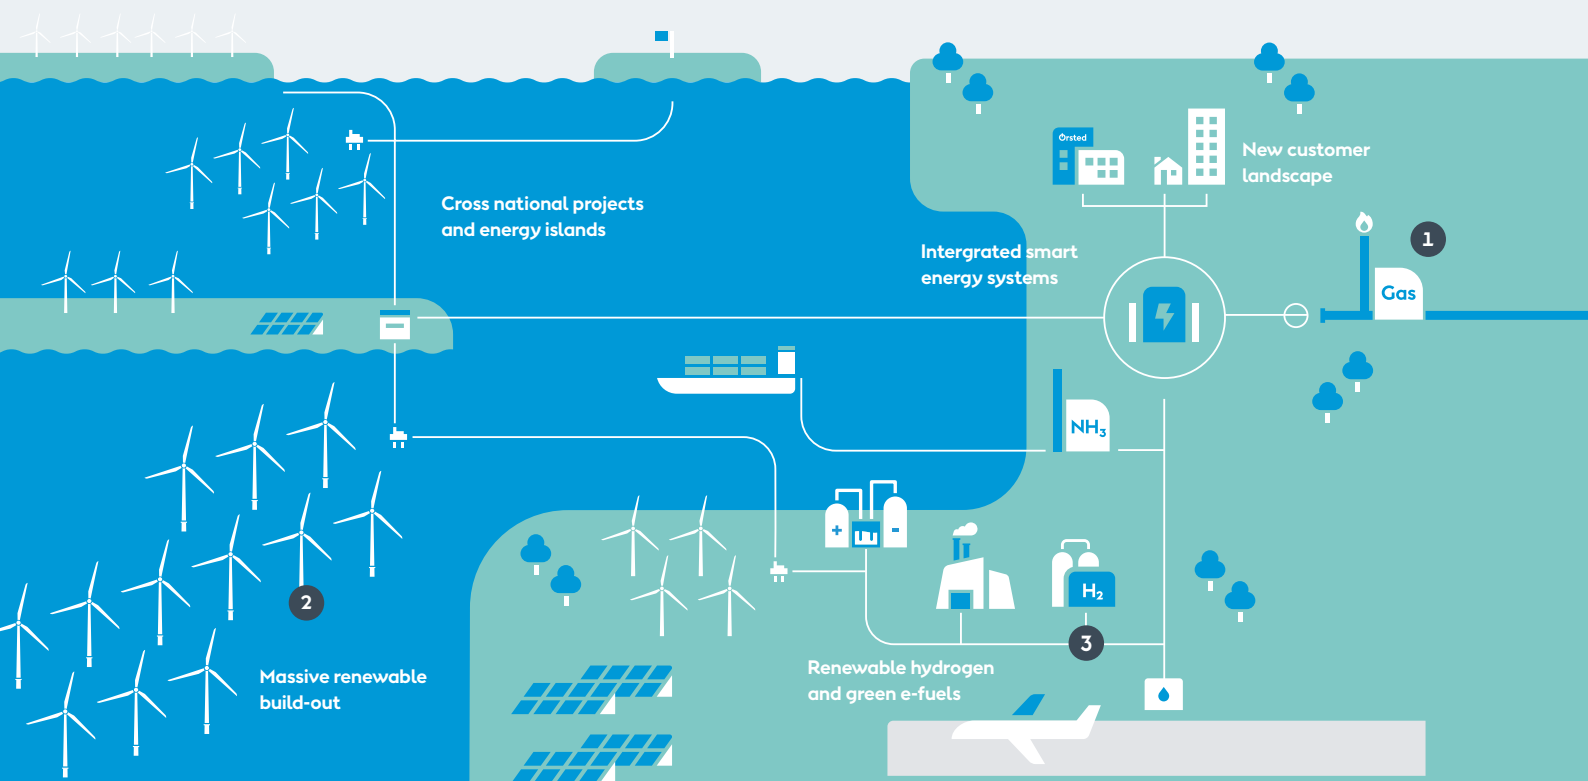 Ørsted
New customer
landscape
Cross national projects
and energy islands
1
Intergrated smart
energy systems
Gas
NH₃
+
-
H₂
2
3
Massive renewable
build-out
Renewable hydrogen
and green e-fuels